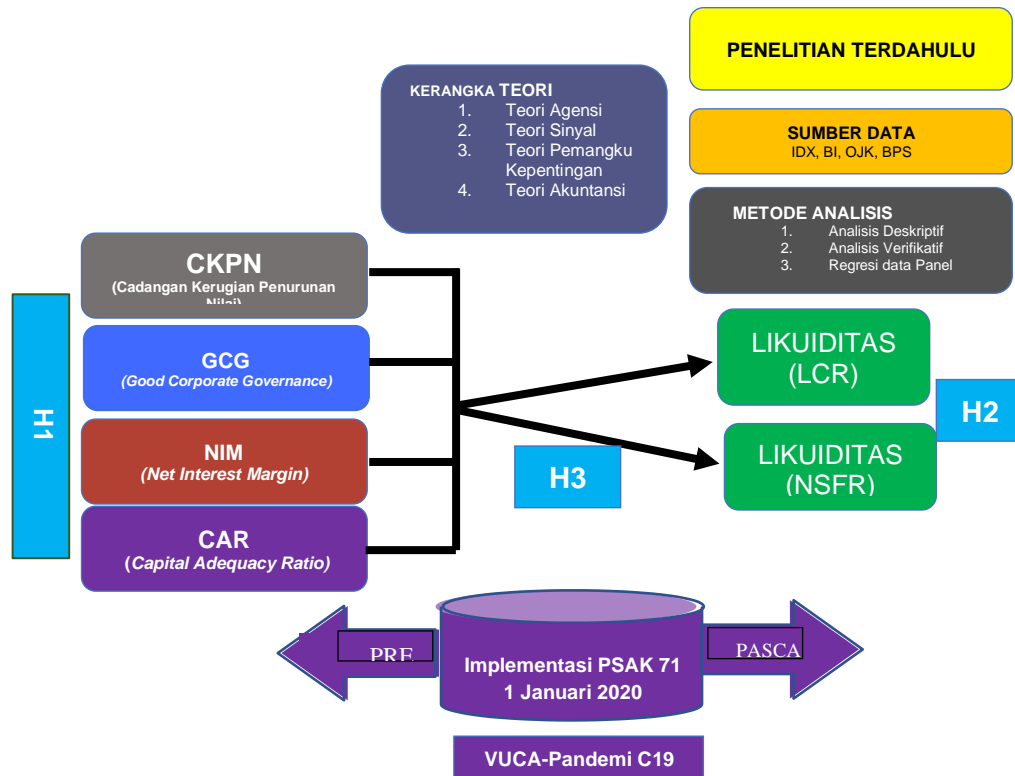 PENELITIAN TERDAHULU
KERANGKA TEORI
1. Teori Agensi
2. Teori Sinyal
3. Teori Pemangku
Kepentingan
4. Teori Akuntansi
SUMBER DATA
IDX, BI, OJK, BPS
METODE ANALISIS
1. Analisis Deskriptif
2. Analisis Verifikatif
3. Regresi data Panel
H1
CKPN
(Cadangan Kerugian Penurunan
Nilai)
GCG
(Good Corporate Governance)
NIM
(Net Interest Margin)
CAR
(Capital Adequacy Ratio)
LIKUIDITAS
(LCR)
LIKUIDITAS
(NSFR)
H2
H3
PRE
Implementasi PSAK 71
1 Januari 2020
PASCA
VUCA-Pandemi C19